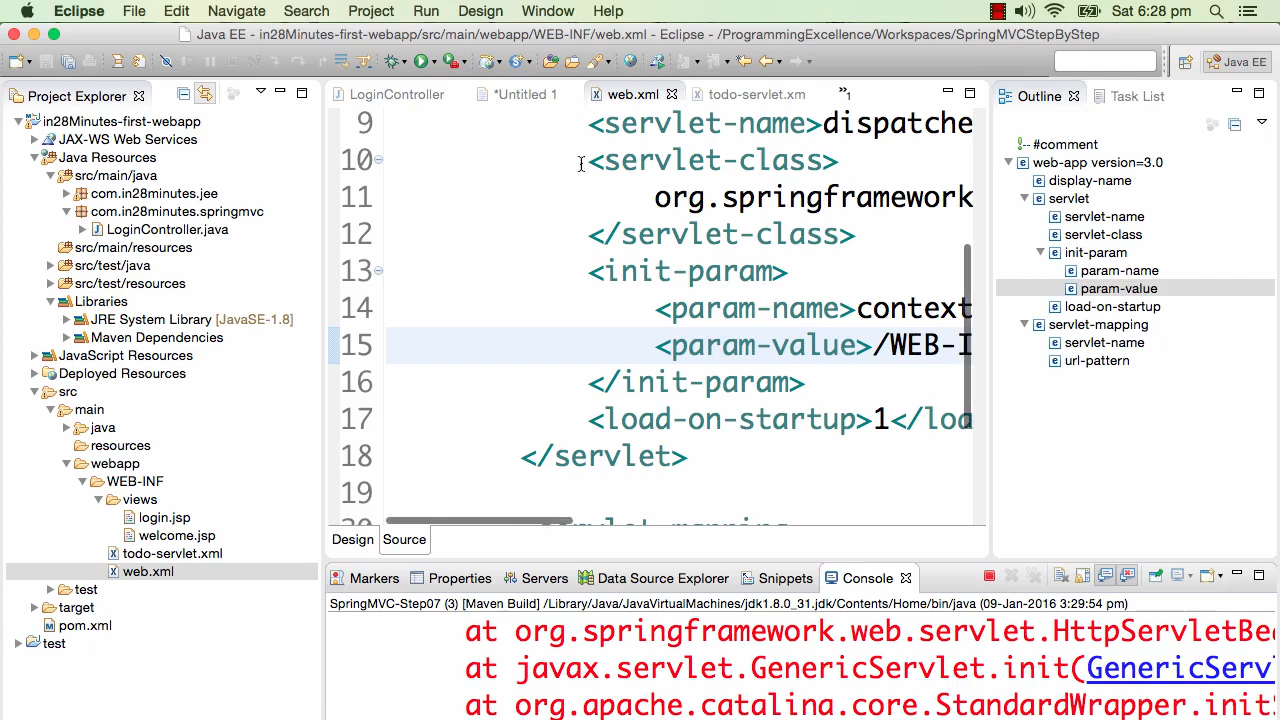 Eclipse File Edit Navigate Search Project Run Design Window Help Sat 6:28 pm
Java EE - in28Minutes-first-webapp/src/main/webapp/WEB-INF/web.xml - Eclipse - /ProgrammingExcellence/Workspaces/SpringMVCStepByStep
Java EE
Project Explorer
in28Minutes-first-webapp
JAX-WS Web Services
Java Resources
src/main/java
com.in28minutes.jee
com.in28minutes.springmvc
LoginController.java
src/main/resources
src/test/java
src/test/resources
Libraries
JRE System Library [JavaSE-1.8]
Maven Dependencies
JavaScript Resources
Deployed Resources
src
main
java
resources
webapp
WEB-INF
views
login.jsp
welcome.jsp
todo-servlet.xml
web.xml
test
target
pom.xml
test
LoginController *Untitled 1 web.xml todo-servlet.xm »1
9 <servlet-name>dispatche
10 <servlet-class>
11 org.springframework
12 </servlet-class>
13 <init-param>
14 <param-name>context
15 <param-value>/WEB-I
16 </init-param>
17 <load-on-startup>1</loa
18 </servlet>
19
Design Source
Outline Task List
#comment
web-app version=3.0
display-name
servlet
servlet-name
servlet-class
init-param
param-name
param-value
load-on-startup
servlet-mapping
servlet-name
url-pattern
Markers Properties Servers Data Source Explorer Snippets Console
SpringMVC-Step07 (3) [Maven Build] /Library/Java/JavaVirtualMachines/jdk1.8.0_31.jdk/Contents/Home/bin/java (09-Jan-2016 3:29:54 pm)
at org.springframework.web.servlet.HttpServletBea
at javax.servlet.GenericServlet.init(GenericServl
at org.apache.catalina.core.StandardWrapper.initS